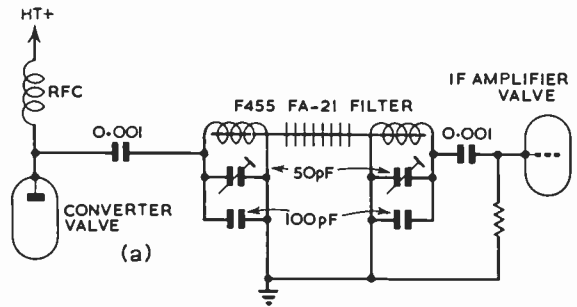 HT+
RFC
0·001
F455 FA-21 FILTER
0·001
IF AMPLIFIER
VALVE
50pF
100pF
CONVERTER
VALVE
(a)